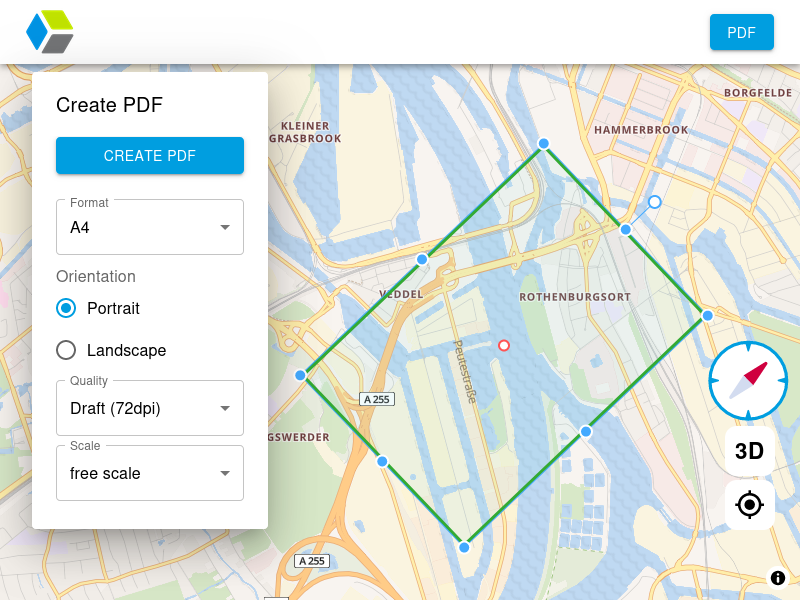 PDF
Create PDF
CREATE PDF
Format
A4
Orientation
Portrait
Landscape
Quality
Draft (72dpi)
Scale
free scale
BORGFELDE
KLEINER
GRASBROOK
HAMMERBROOK
VEDDEL
ROTHENBURGSORT
Peutestraße
A 255
GSWERDER
3D
A 255